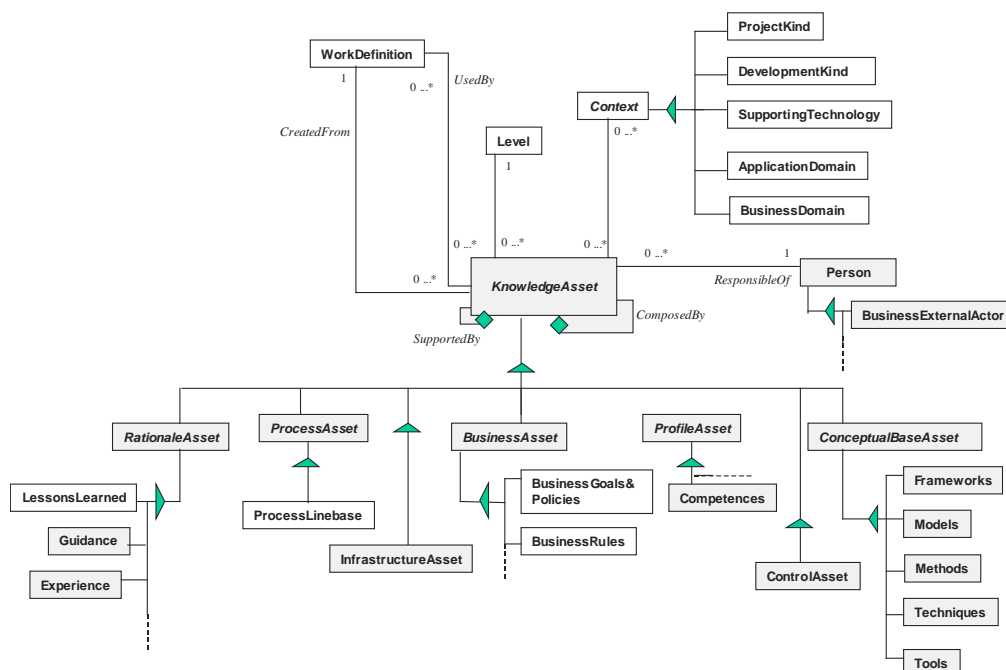 ProjectKind
WorkDefinition
1
0 ...*
UsedBy
DevelopmentKind
Context
0 ...*
SupportingTechnology
CreatedFrom
Level
1
ApplicationDomain
BusinessDomain
0 ...*
0 ...*
0 ...*
0 ...*
1
0 ...*
KnowledgeAsset
ResponsibleOf
Person
SupportedBy
ComposedBy
BusinessExternalActor
RationaleAsset
ProcessAsset
BusinessAsset
ProfileAsset
ConceptualBaseAsset
LessonsLearned
ProcessLinebase
BusinessGoals&
Policies
Competences
Frameworks
Guidance
InfrastructureAsset
BusinessRules
Models
Experience
ControlAsset
Methods
Techniques
Tools